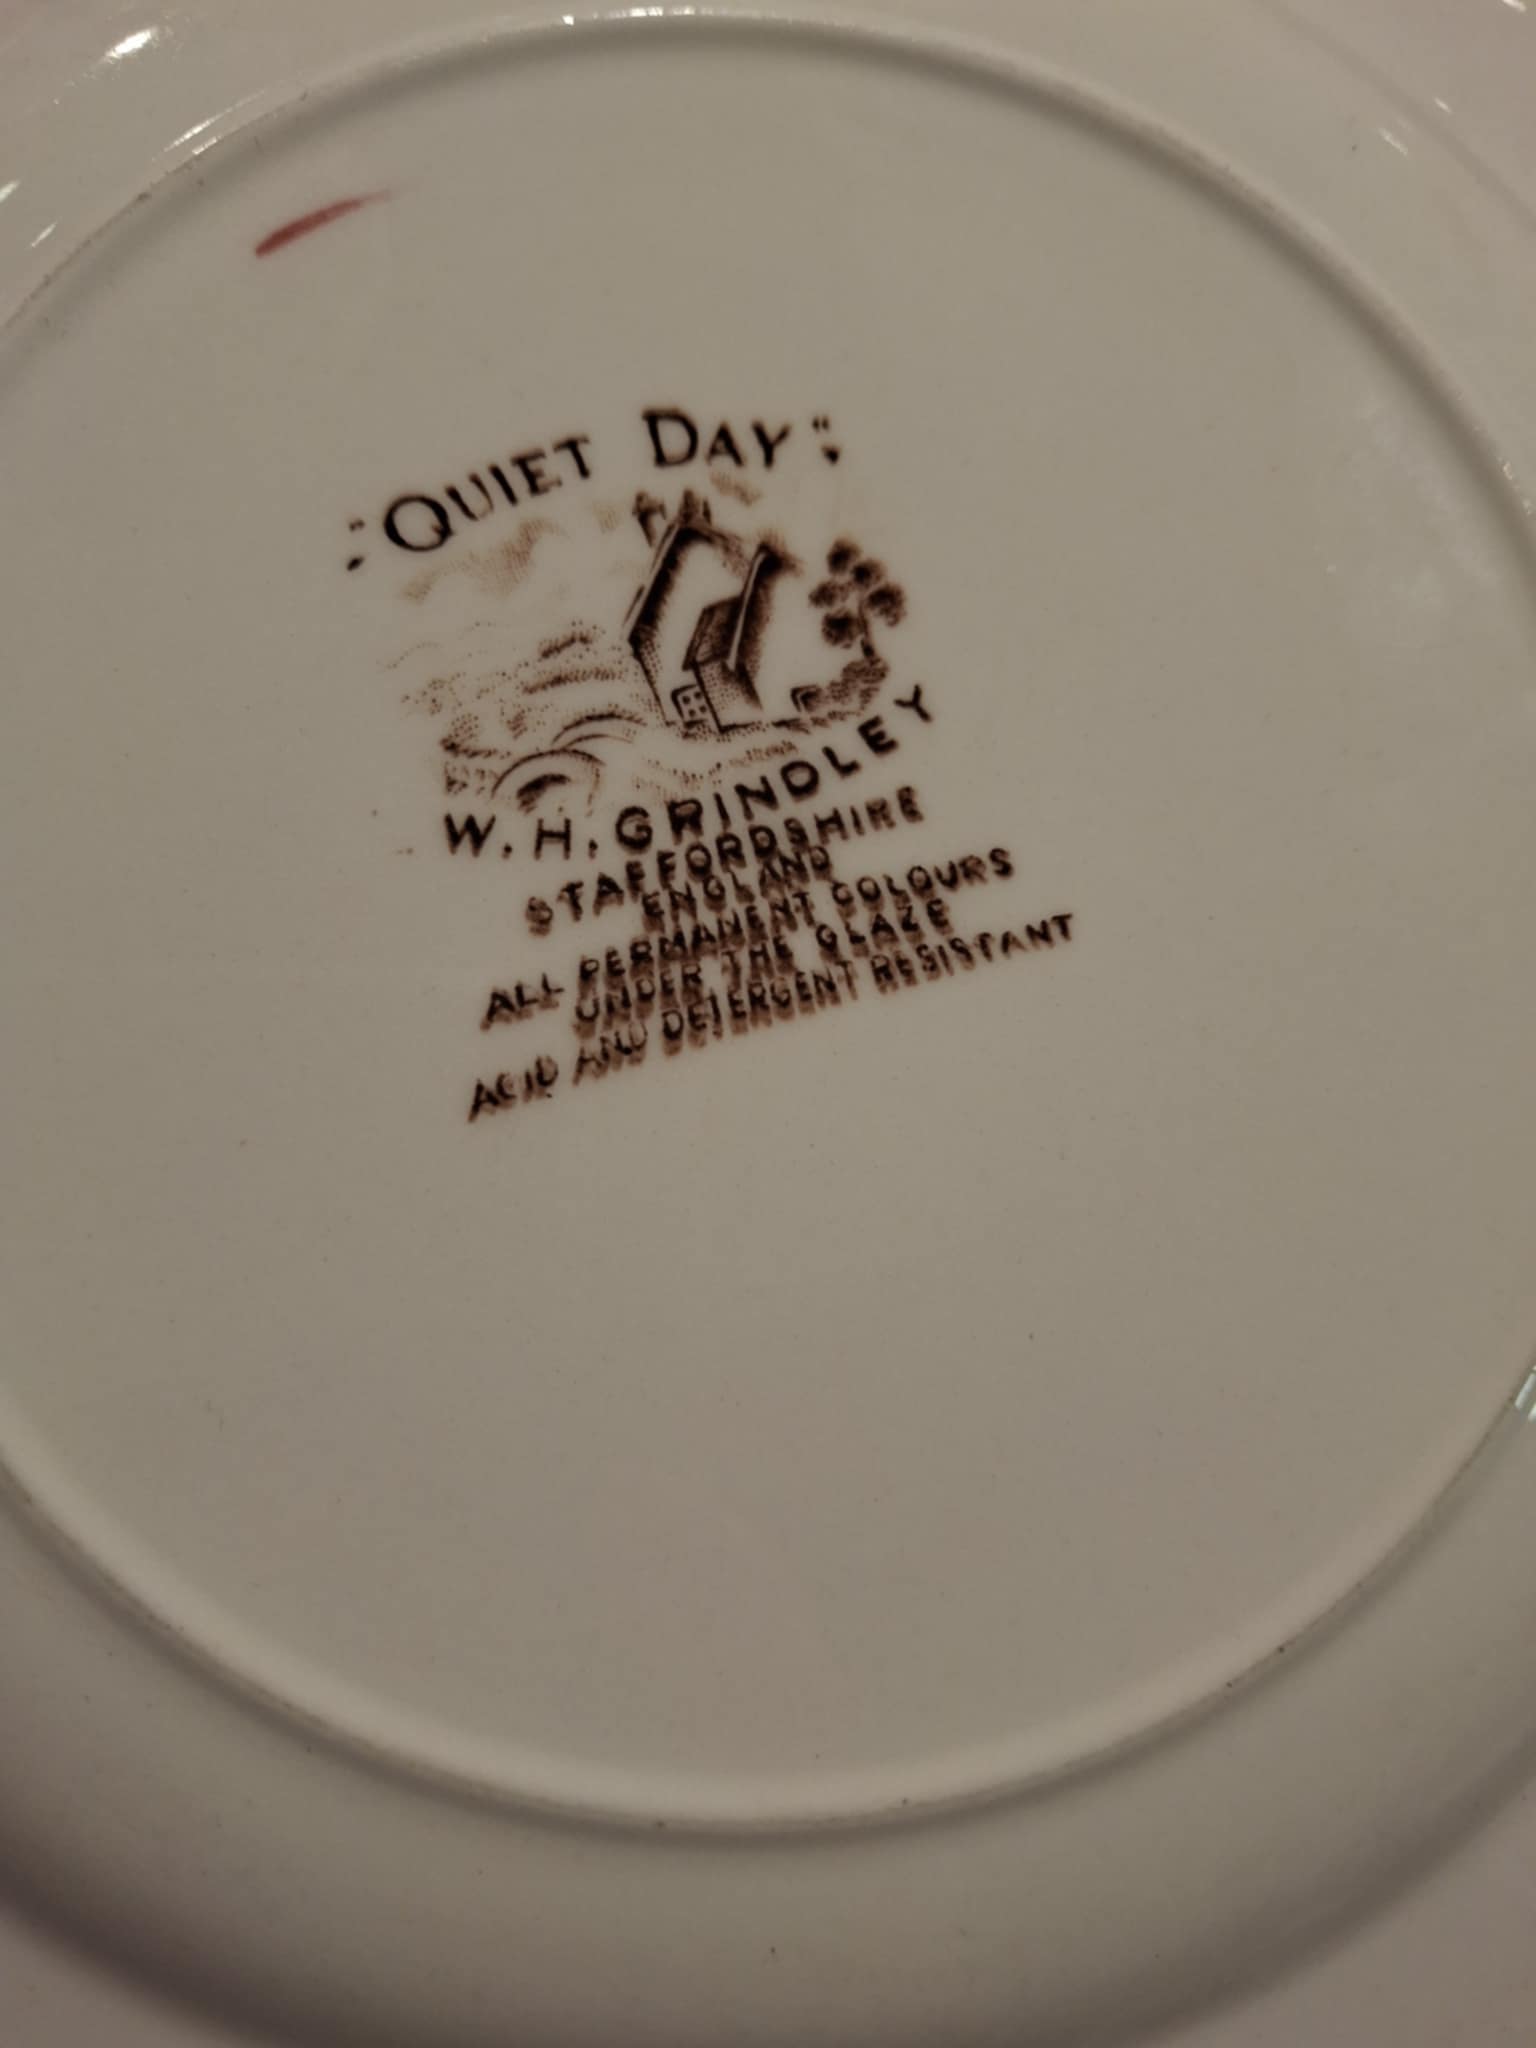 "QUIET DAY"
W.H. GRINDLEY
STAFFORDSHIRE
ENGLAND
ALL PERMANENT COLOURS
UNDER THE GLAZE
ACID AND DETERGENT RESISTANT